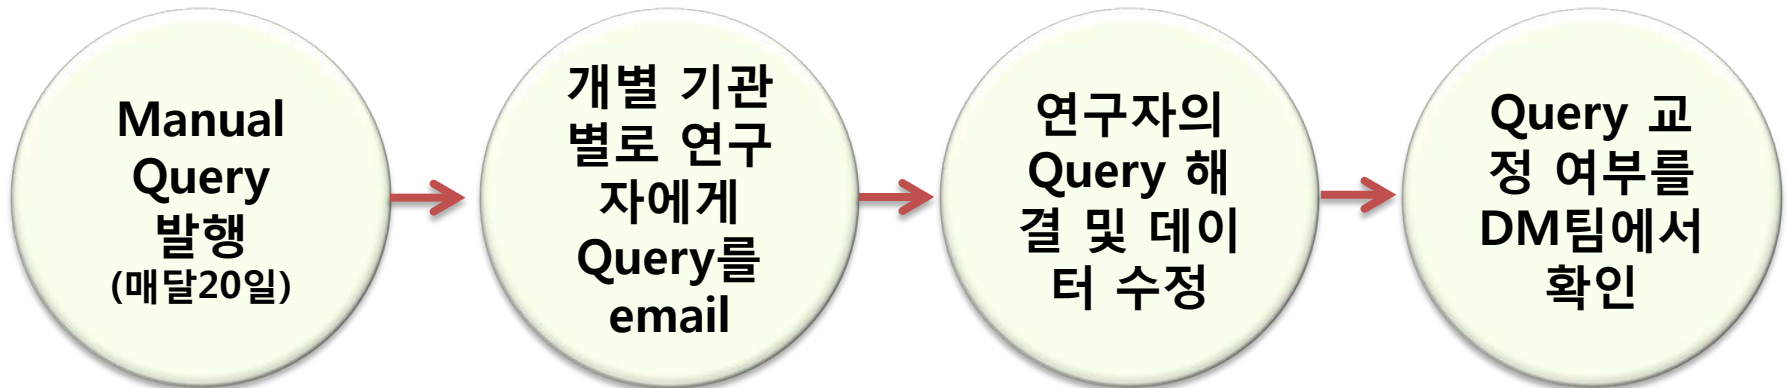 Manual
Query
발행
(매달20일)
개별 기관
별로 연구
자에게
Query를
email
연구자의
Query 해
결 및 데이
터 수정
Query 교
정 여부를
DM팀에서
확인